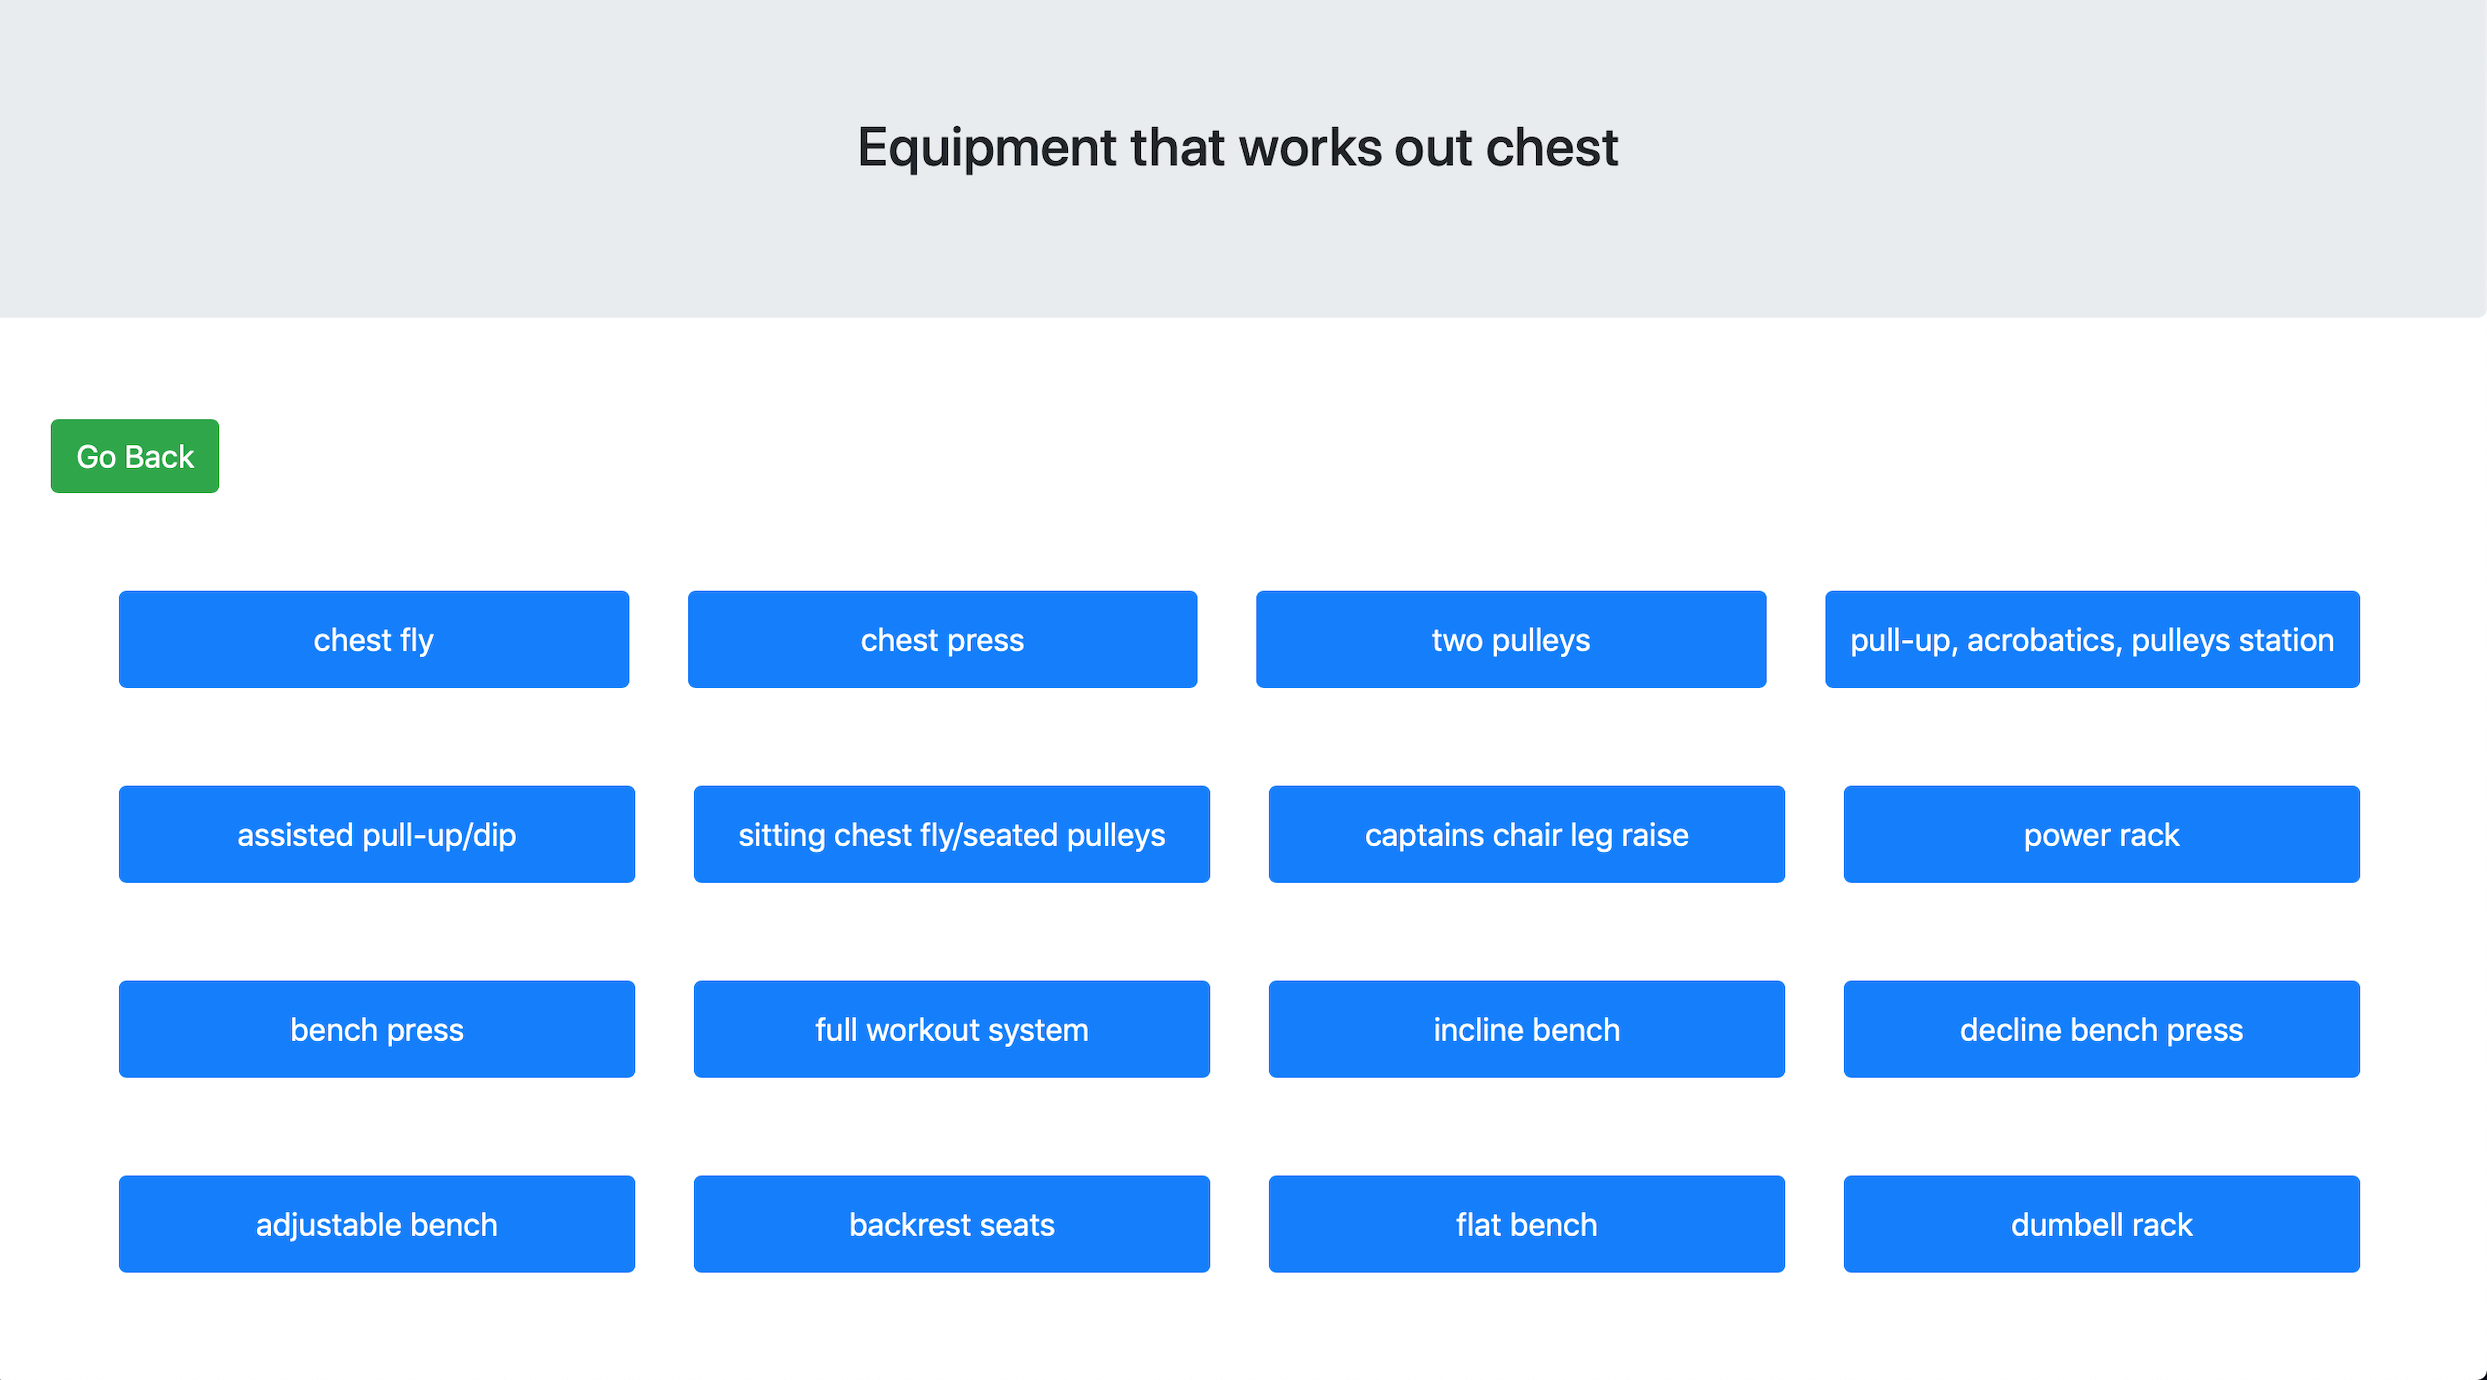 Equipment that works out chest
Go Back
chest fly
chest press
two pulleys
pull-up, acrobatics, pulleys station
assisted pull-up/dip
sitting chest fly/seated pulleys
captains chair leg raise
power rack
bench press
full workout system
incline bench
decline bench press
adjustable bench
backrest seats
flat bench
dumbell rack